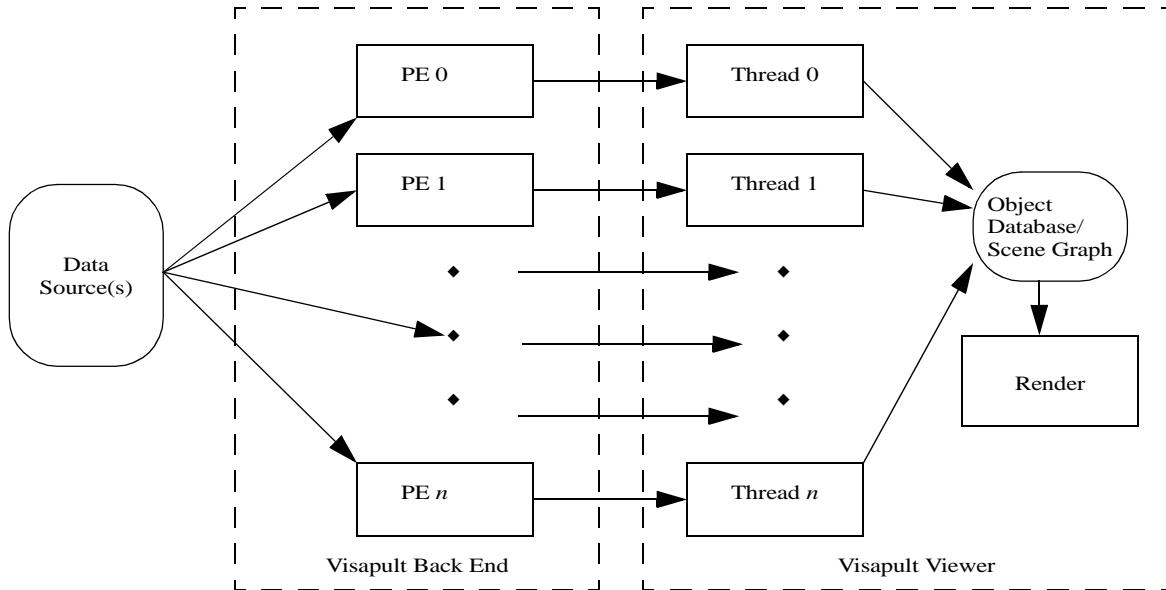 PE 0
Thread 0
PE 1
Thread 1
Object
Database/
Scene Graph
Data
Source(s)
Render
PE n
Thread n
Visapult Back End
Visapult Viewer